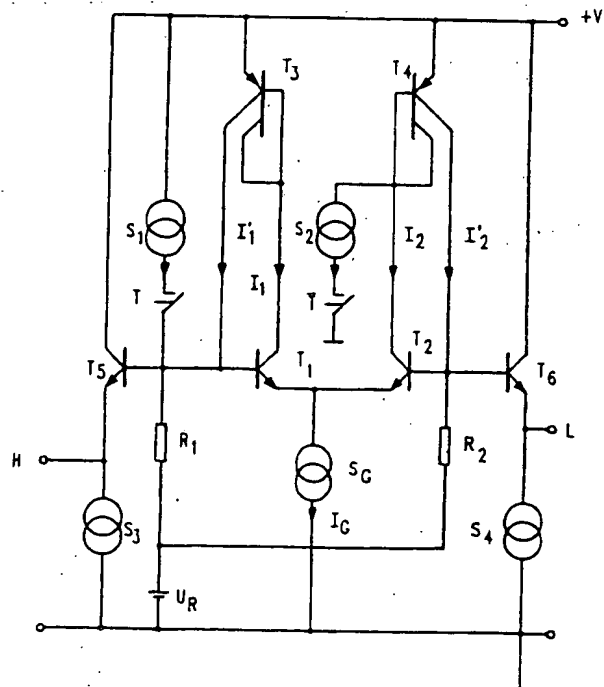 +V
T3
T4
S1
I'1
I1
S2
I2
I'2
T
T̄
T5
T1
T2
T6
R1
SG
R2
L
H
S3
IG
S4
UR